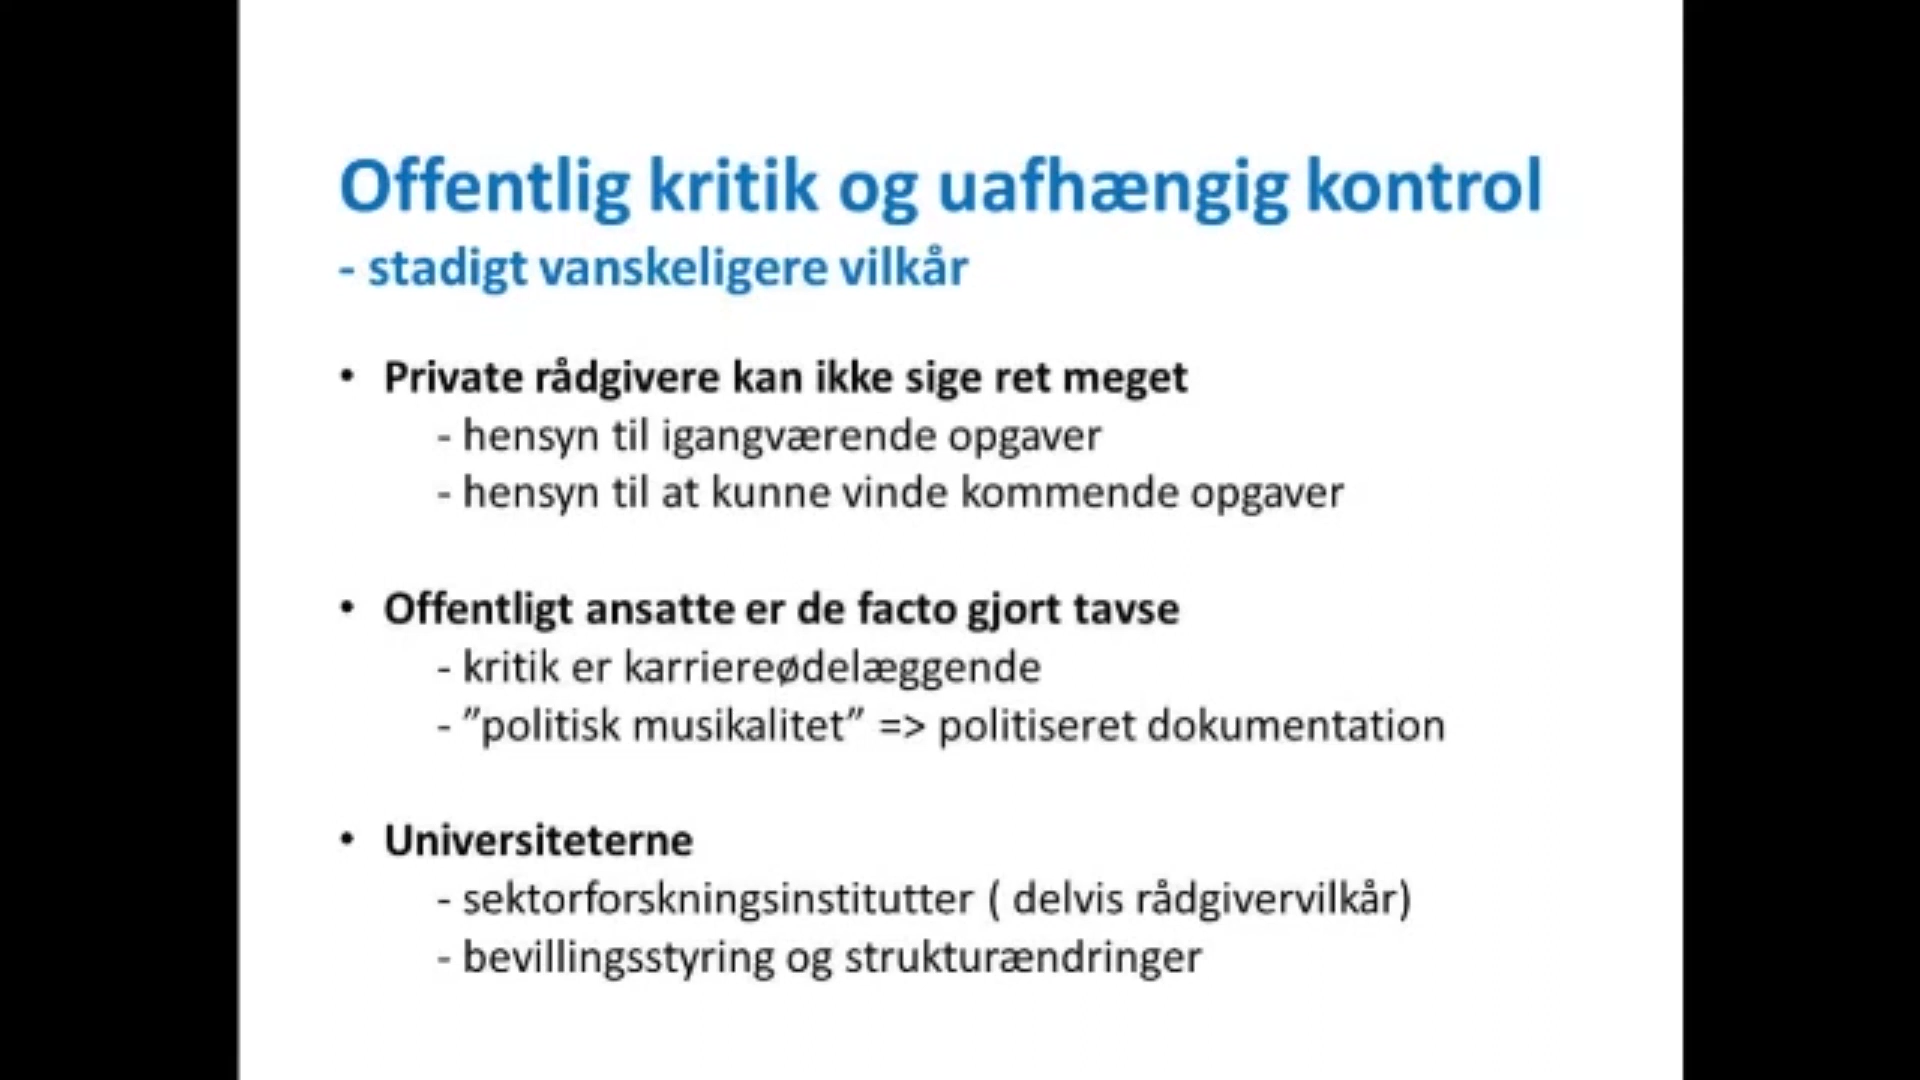 Offentlig kritik og uafhængig kontrol
- stadigt vanskeligere vilkår
• Private rådgivere kan ikke sige ret meget
- hensyn til igangværende opgaver
- hensyn til at kunne vinde kommende opgaver
• Offentligt ansatte er de facto gjort tavse
- kritik er karriereødelæggende
- ”politisk musikalitet” => politiseret dokumentation
• Universiteterne
- sektorforskningsinstitutter ( delvis rådgivervilkår)
- bevillingsstyring og strukturændringer